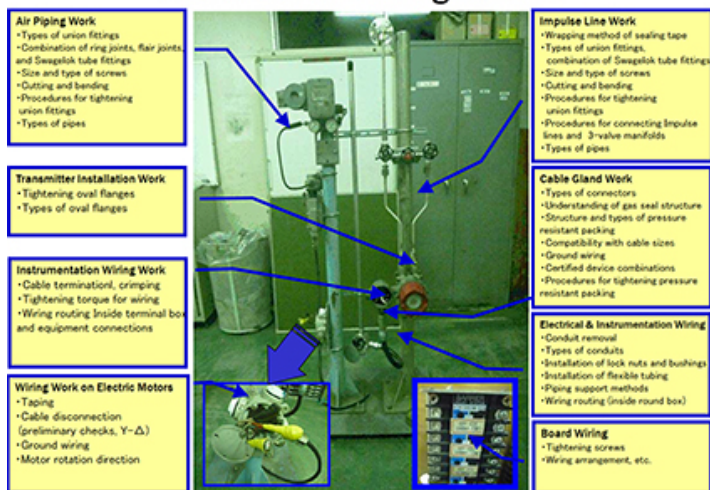 Air Piping Work
・Types of union fittings
・Combination of ring joints, flair joints,
and Swagelok tube fittings
・Size and type of screws
・Cutting and bending
・Procedures for tightening
union fittings
・Types of pipes
Transmitter Installation Work
・Tightening oval flanges
・Types of oval flanges
Instrumentation Wiring Work
・Cable terminationl, crimping
・Tightening torque for wiring
・Wiring routing Inside terminal box
and equipment connections
Wiring Work on Electric Motors
・Taping
・Cable disconnection
(preliminary checks, Y-Δ)
・Ground wiring
・Motor rotation direction
Impulse Line Work
・Wrapping method of sealing tape
・Types of union fittings,
combination of Swagelok tube fittings
・Size and type of screws
・Cutting and bending
・Procedures for tightening
union fittings
・Procedures for connecting Impulse
lines and 3-valve manifolds
・Types of pipes
Cable Gland Work
・Types of connectors
・Understanding of gas seal structure
・Structure and types of pressure
resistant packing
・Compatibility with cable sizes
・Ground wiring
・Certified device combinations
・Procedures for tightening pressure
resistant packing
Electrical & Instrumentation Wiring
・Conduit removal
・Types of conduits
・Installation of lock nuts and bushings
・Installation of flexible tubing
・Piping support methods
・Wiring routing (inside round box)
Board Wiring
・Tightening screws
・Wiring arrangement, etc.